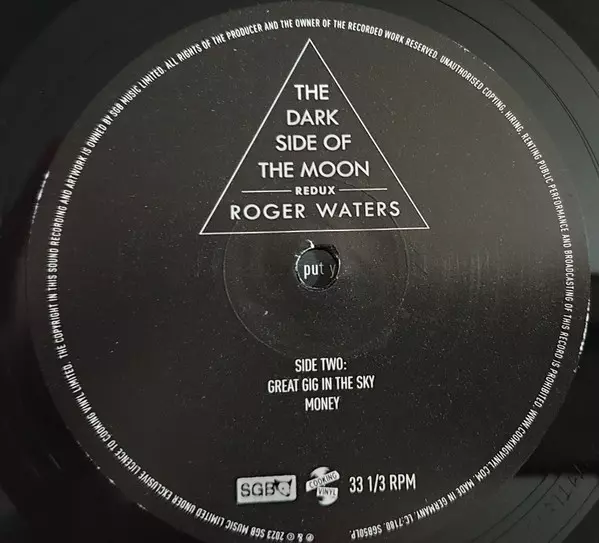 THE
DARK
SIDE OF
THE MOON
REDUX
ROGER WATERS
put y
SIDE TWO:
GREAT GIG IN THE SKY
MONEY
SGB
COOKING
VINYL
33 1/3 RPM
℗ & © 2023 SGB MUSIC LIMITED UNDER EXCLUSIVE LICENCE TO COOKING VINYL LIMITED. THE COPYRIGHT IN THIS SOUND RECORDING AND ARTWORK IS OWNED BY SGB MUSIC LIMITED. ALL RIGHTS OF THE PRODUCER AND THE OWNER OF THE RECORDED WORK RESERVED. UNAUTHORISED COPYING, HIRING, RENTING PUBLIC PERFORMANCE AND BROADCASTING OF THIS RECORD IS PROHIBITED. WWW.COOKINGVINYL.COM. MADE IN GERMANY. LC-7180 SGB50LP.